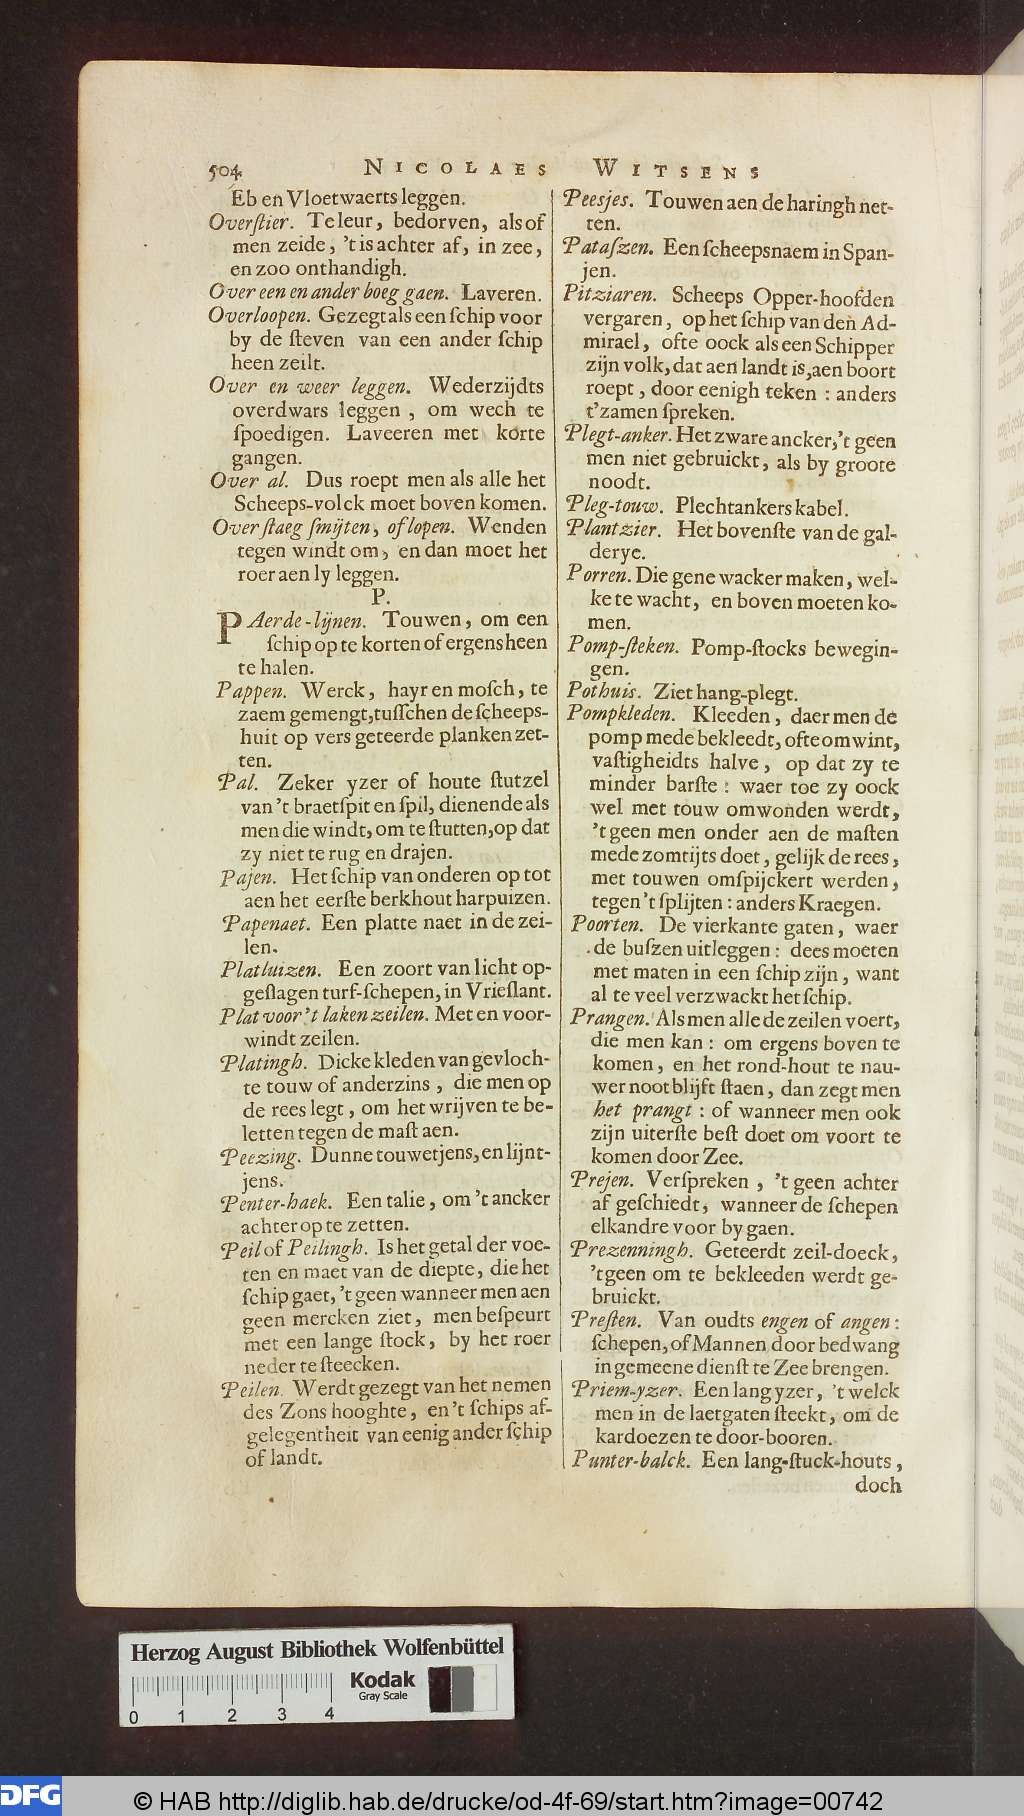 504 NICOLAES WITSENS
Eb en Vloetwaerts leggen.
Overſtier. Te leur, bedorven, als of
men zeide, 't is achter af, in zee,
en zoo onthandigh.
Over een en ander boeg gaen. Laveren.
Overloopen. Gezegt als een ſchip voor
by de ſteven van een ander ſchip
heen zeilt.
Over en weer leggen. Wederzijdts
overdwars leggen, om wech te
ſpoedigen. Laveeren met korte
gangen.
Over al. Dus roept men als alle het
Scheeps-volck moet boven komen.
Over ſtaeg ſmijten, of lopen. Wenden
tegen windt om, en dan moet het
roer aen ly leggen.
P.
PAerde-lijnen. Touwen, om een
ſchip op te korten of ergens heen
te halen.
Pappen. Werck, hayr en moſch, te
zaem gemengt, tuſſchen de ſcheeps-
huit op vers geteerde planken zet-
ten.
Pal. Zeker yzer of houte ſtutzel
van 't braetſpit en ſpil, dienende als
men die windt, om te ſtutten, op dat
zy niet te rug en drajen.
Pajen. Het ſchip van onderen op tot
aen het eerſte berkhout harpuizen.
Papenaet. Een platte naet in de zei-
len.
Platluizen. Een zoort van licht op-
geſlagen turf-ſchepen, in Vrieſlant.
Plat voor 't laken zeilen. Met en voor-
windt zeilen.
Platingh. Dicke kleden van gevloch-
te touw of anderzins, die men op
de rees legt, om het wrijven te be-
letten tegen de maſt aen.
Peezing. Dunne touwetjens, en lijnt-
jens.
Penter-haek. Een talie, om 't ancker
achter op te zetten.
Peil of Peilingh. Is het getal der voe-
ten en maet van de diepte, die het
ſchip gaet, 't geen wanneer men aen
geen mercken ziet, men beſpeurt
met een lange ſtock, by het roer
neder te ſteecken.
Peilen. Werdt gezegt van het nemen
des Zons hooghte, en 't ſchips af-
gelegentheit van eenig ander ſchip
of landt.
Peesjes. Touwen aen de haringh net-
ten.
Pataſzen. Een ſcheepsnaem in Span-
jen.
Pitziaren. Scheeps Opper-hoofden
vergaren, op het ſchip van den Ad-
mirael, ofte oock als een Schipper
zijn volk, dat aen landt is, aen boort
roept, door eenigh teken: anders
t'zamen ſpreken.
Plegt-anker. Het zware ancker, 't geen
men niet gebruickt, als by groote
noodt.
Pleg-touw. Plechtankers kabel.
Plantzier. Het bovenſte van de gal-
derye.
Porren. Die gene wacker maken, wel-
ke te wacht, en boven moeten ko-
men.
Pomp-ſteken. Pomp-ſtocks bewegin-
gen.
Pothuis. Ziet hang-plegt.
Pompkleden. Kleeden, daer men de
pomp mede bekleedt, ofte omwint,
vaſtigheidts halve, op dat zy te
minder barſte: waer toe zy oock
wel met touw omwonden werdt,
't geen men onder aen de maſten
mede zomtijts doet, gelijk de rees,
met touwen omſpijckert werden,
tegen 't ſplijten: anders Kraegen.
Poorten. De vierkante gaten, waer
de buſzen uitleggen: dees moeten
met maten in een ſchip zijn, want
al te veel verzwackt het ſchip.
Prangen. Als men alle de zeilen voert,
die men kan: om ergens boven te
komen, en het rond-hout te nau-
wer noot blijft ſtaen, dan zegt men
het prangt: of wanneer men ook
zijn uiterſte beſt doet om voort te
komen door Zee.
Prejen. Verſpreken, 't geen achter
af geſchiedt, wanneer de ſchepen
elkandre voor by gaen.
Prezenningh. Geteerdt zeil-doeck,
't geen om te bekleeden werdt ge-
bruickt.
Preſten. Van oudts engen of angen:
ſchepen, of Mannen door bedwang
in gemeene dienſt te Zee brengen.
Priem-yzer. Een lang yzer, 't welck
men in de laetgaten ſteekt, om de
kardoezen te door-booren.
Punter-balck. Een lang-ſtuck-houts,
doch
Herzog August Bibliothek Wolfenbüttel
Kodak
Gray Scale
0 1 2 3 4
DFG
© HAB http://diglib.hab.de/drucke/od-4f-69/start.htm?image=00742